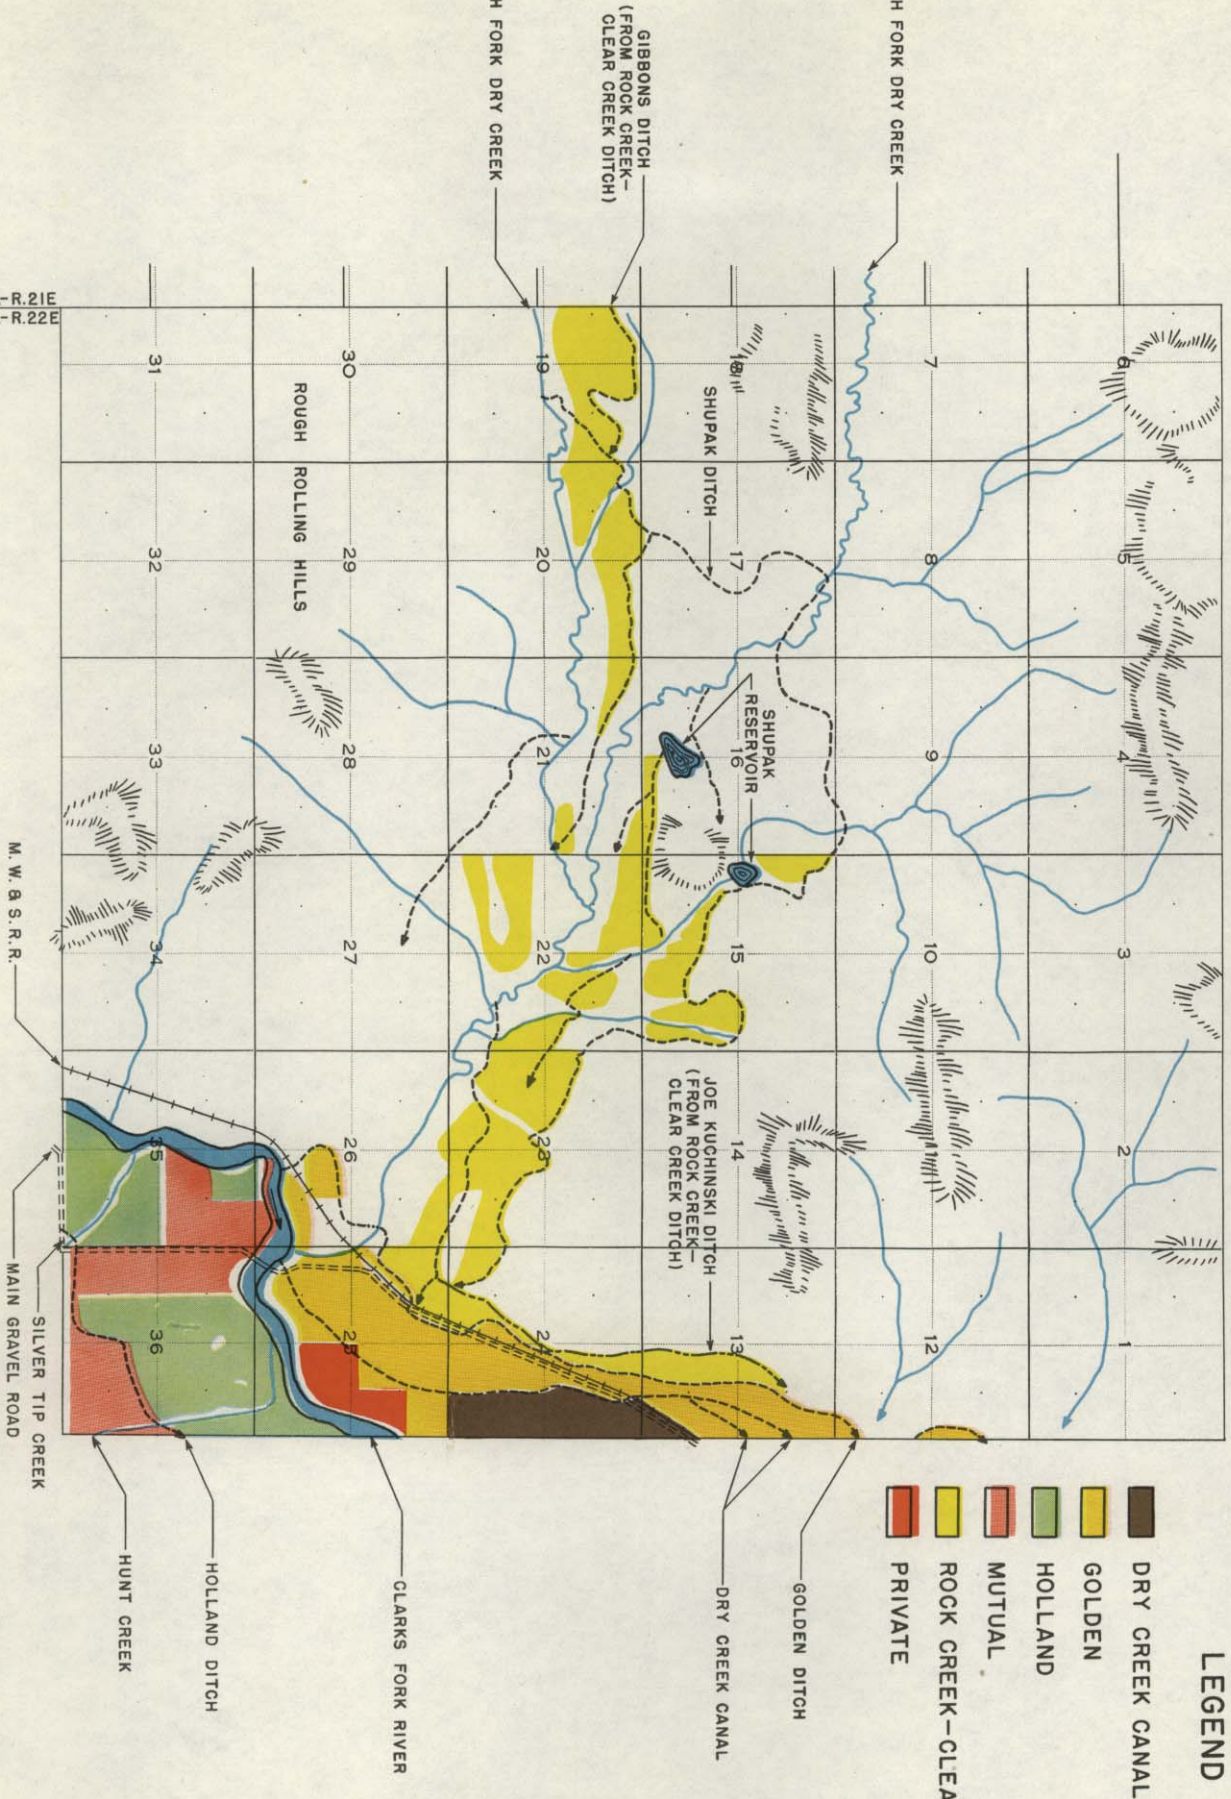 LEGEND
DRY CREEK CANAL
GOLDEN
HOLLAND
MUTUAL
ROCK CREEK-CLEA
PRIVATE
H FORK DRY CREEK
GIBBONS DITCH
(FROM ROCK CREEK-
CLEAR CREEK DITCH)
H FORK DRY CREEK
-R.21E
-R.22E
6
5
4
3
2
1
7
8
9
10
11
12
18
17
16
15
14
13
19
20
21
22
23
24
30
29
28
27
26
25
31
32
33
34
35
36
SHUPAK DITCH
SHUPAK
RESERVOIR
JOE KUCHINSKI DITCH
(FROM ROCK CREEK-
CLEAR CREEK DITCH)
ROUGH ROLLING HILLS
GOLDEN DITCH
DRY CREEK CANAL
CLARKS FORK RIVER
HOLLAND DITCH
HUNT CREEK
SILVER TIP CREEK
MAIN GRAVEL ROAD
M.W. & S.R.R.